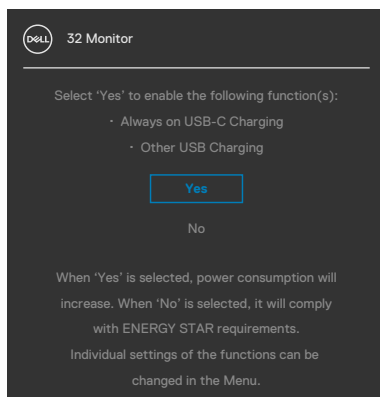 DELL
32 Monitor
Select ‘Yes’ to enable the following function(s):
· Always on USB-C Charging
· Other USB Charging
Yes
No
When ‘Yes’ is selected, power consumption will
increase. When ‘No’ is selected, it will comply
with ENERGY STAR requirements.
Individual settings of the functions can be
changed in the Menu.